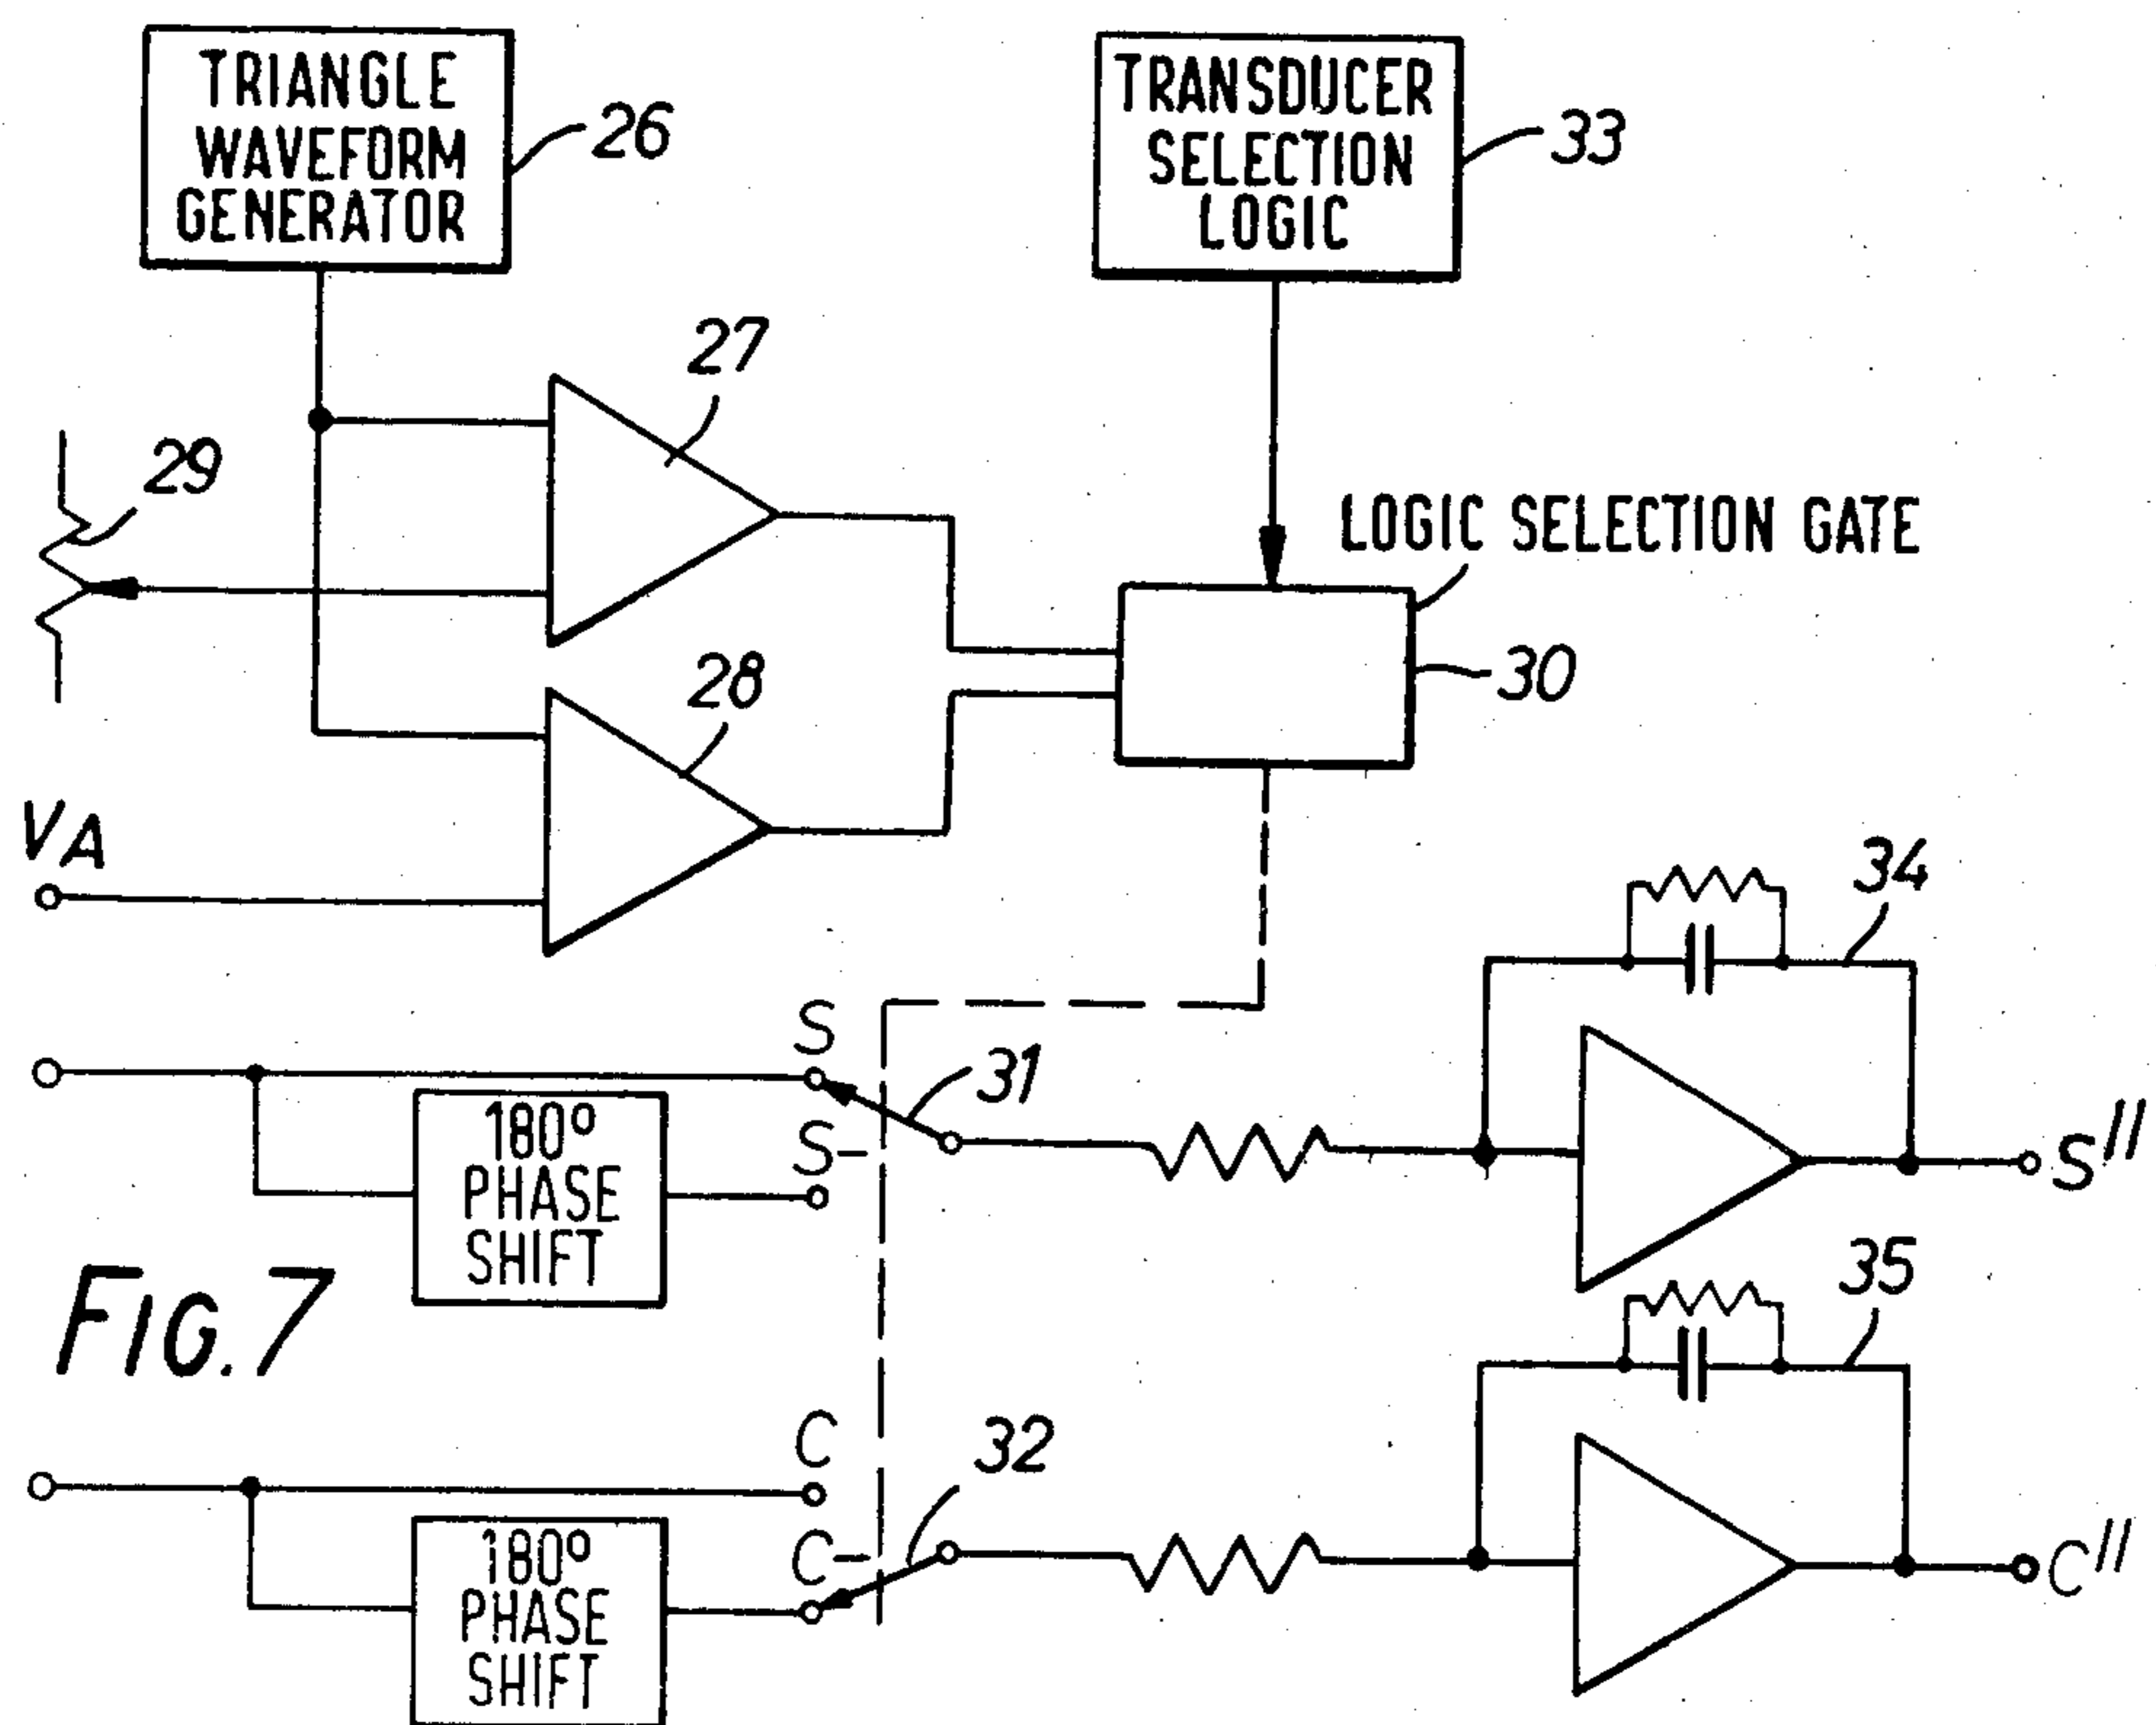 TRIANGLE
WAVEFORM
GENERATOR
26
TRANSDUCER
SELECTION
LOGIC
33
27
29
LOGIC SELECTION GATE
28
30
VA
34
S
31
S-
180°
PHASE
SHIFT
S"
35
FIG. 7
C
32
C-
180°
PHASE
SHIFT
C"